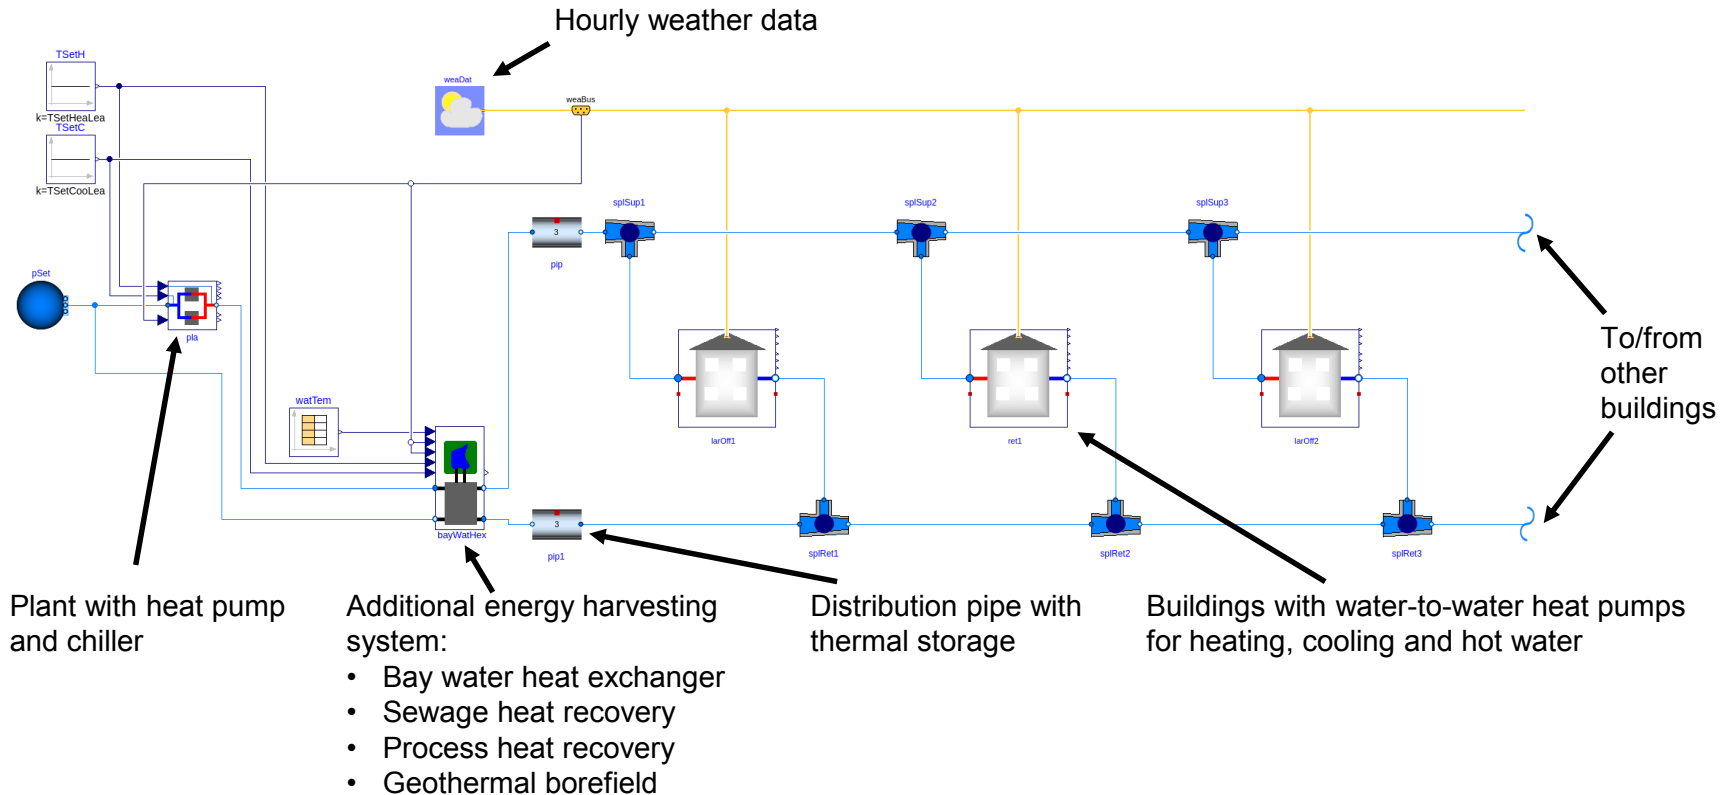 Hourly weather data
TSetH
k=TSetHeaLea
TSetC
k=TSetCooLea
weaDat
weaBus
splSup1
splSup2
splSup3
3
pip
pSet
pla
To/from
other
buildings
watTem
larOff1
ret1
larOff2
bayWatHex
3
pip1
splRet1
splRet2
splRet3
Plant with heat pump
and chiller
Additional energy harvesting
system:
• Bay water heat exchanger
• Sewage heat recovery
• Process heat recovery
• Geothermal borefield
Distribution pipe with
thermal storage
Buildings with water-to-water heat pumps
for heating, cooling and hot water